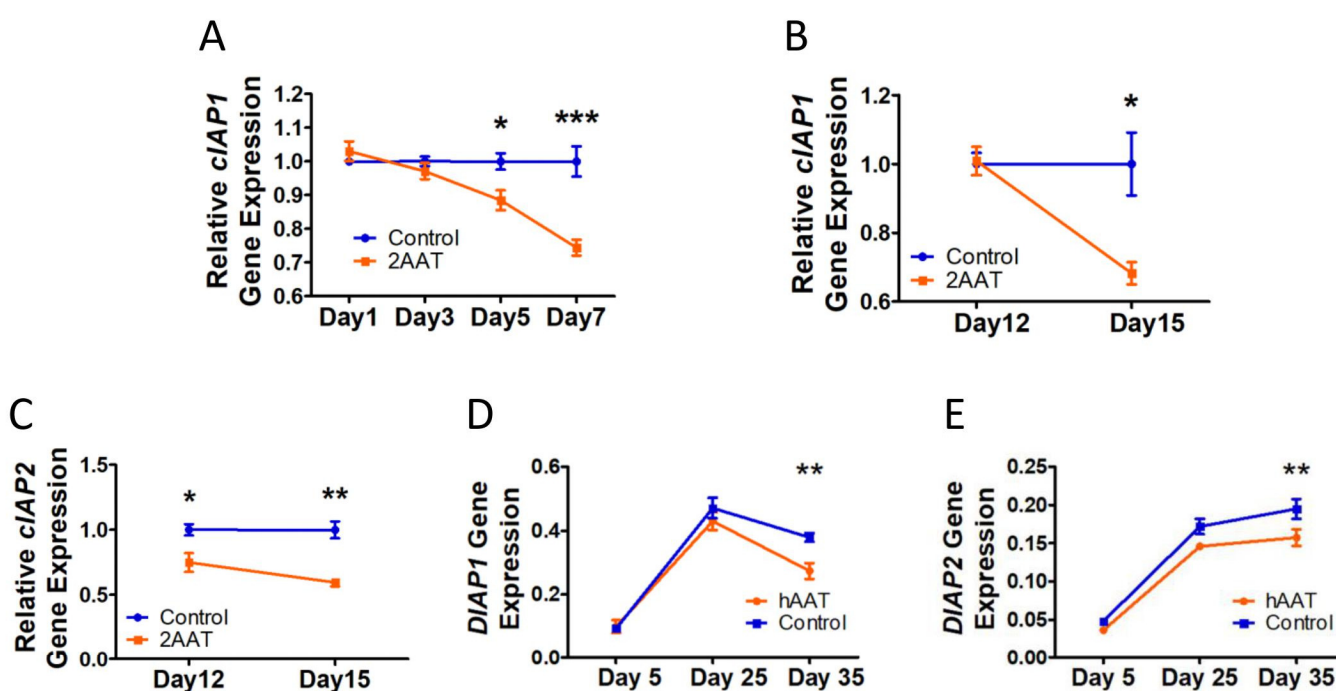 A
Relative cIAP1
Gene Expression
1.2
1.1
1.0
0.9
0.8
0.7
0.6
* ***
Control
2AAT
Day1 Day3 Day5 Day7
B
Relative cIAP1
Gene Expression
1.2
1.0
0.8
0.6
*
Control
2AAT
Day12 Day15
C
Relative cIAP2
Gene Expression
1.5
1.0
0.5
0.0
* **
Control
2AAT
Day12 Day15
D
DIAP1 Gene
Expression
0.6
0.4
0.2
0.0
**
hAAT
Control
Day 5 Day 25 Day 35
E
DIAP2 Gene
Expression
0.25
0.20
0.15
0.10
0.05
0.00
**
hAAT
Control
Day 5 Day 25 Day 35